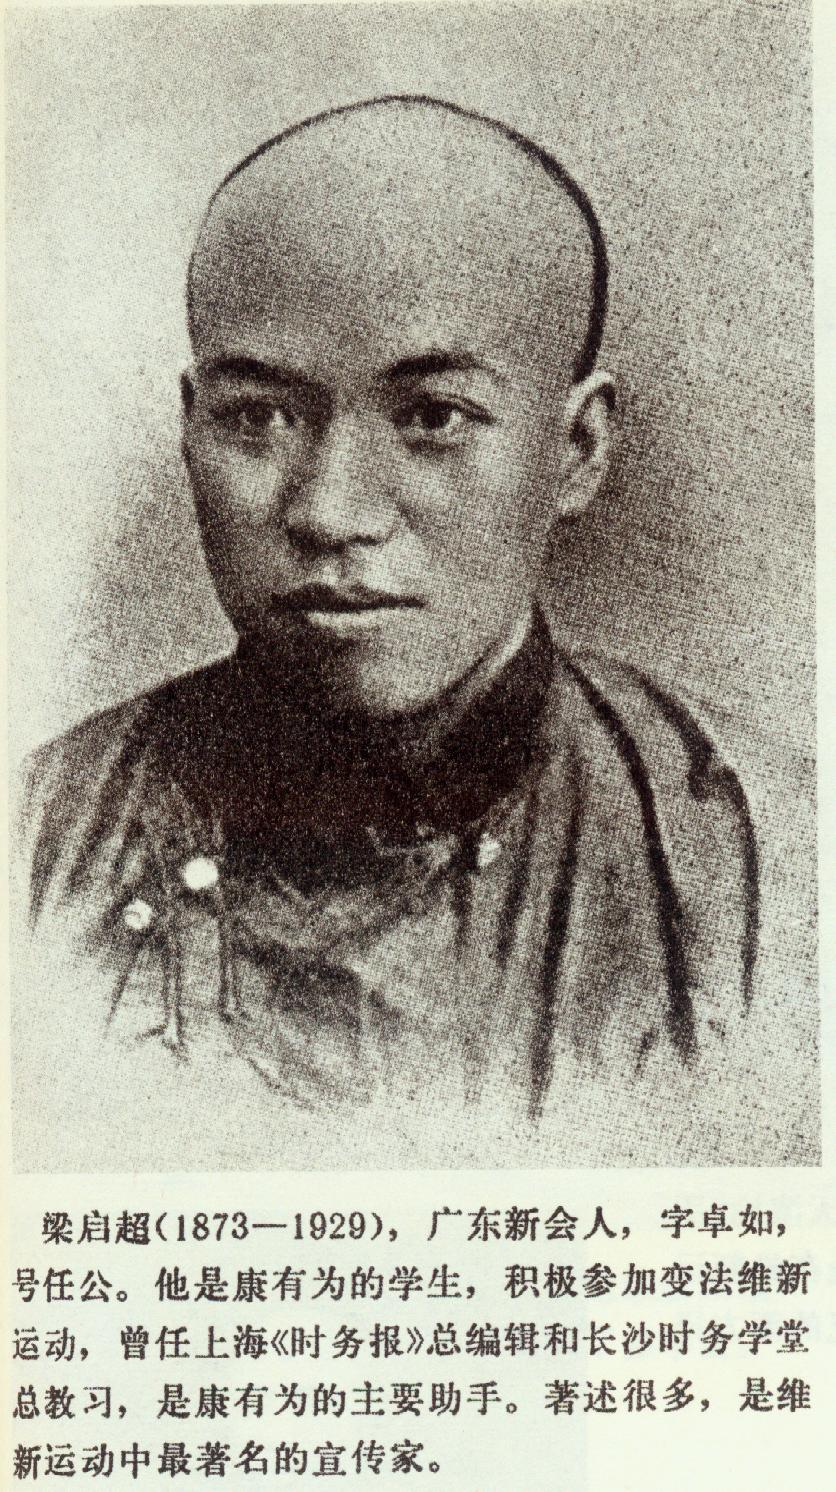 梁启超(1873—1929)，广东新会人，字卓如，
号任公。他是康有为的学生，积极参加变法维新
运动，曾任上海《时务报》总编辑和长沙时务学堂
总教习，是康有为的主要助手。著述很多，是维
新运动中最著名的宣传家。